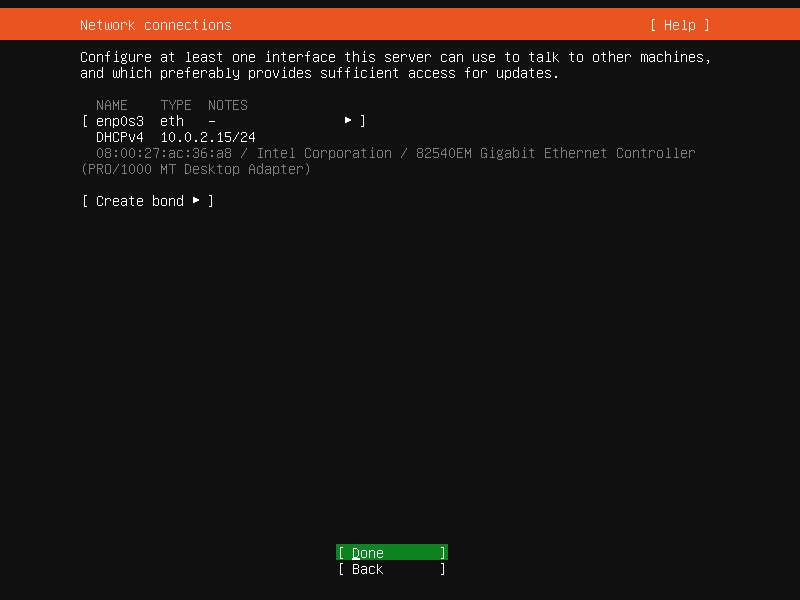 Network connections [ Help ]
Configure at least one interface this server can use to talk to other machines,
and which preferably provides sufficient access for updates.
NAME TYPE NOTES
[ enp0s3 eth – ▸ ]
DHCPv4 10.0.2.15/24
08:00:27:ac:36:a8 / Intel Corporation / 82540EM Gigabit Ethernet Controller
(PRO/1000 MT Desktop Adapter)
[ Create bond ▸ ]
[ Done ]
[ Back ]